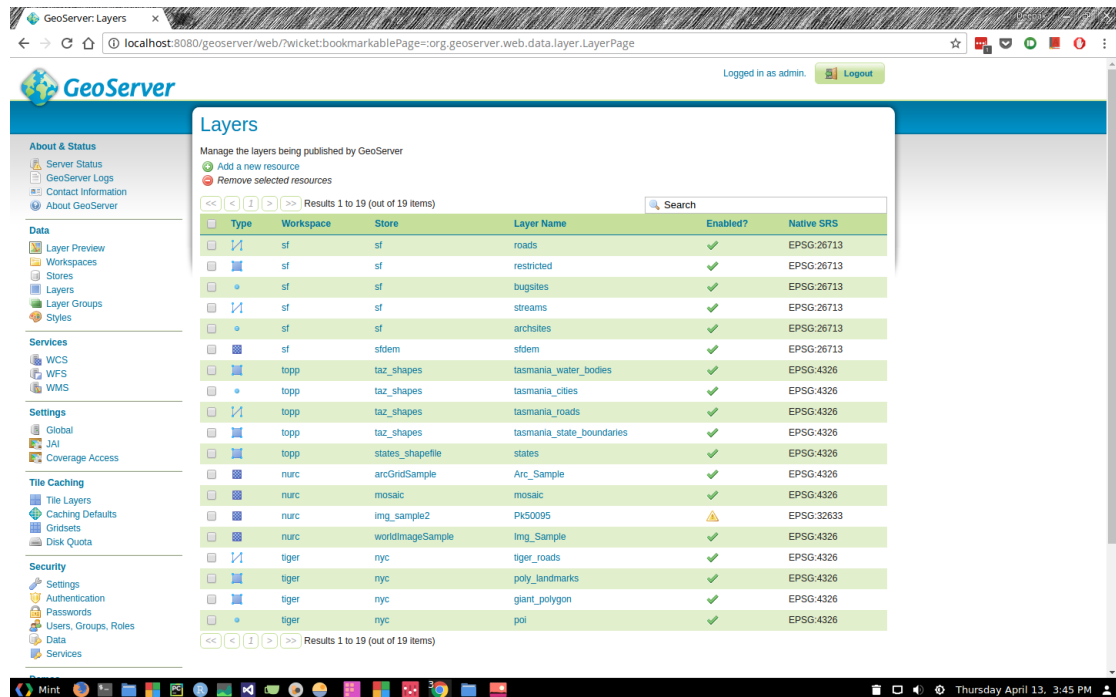 GeoServer: Layers
localhost:8080/geoserver/web/?wicket:bookmarkablePage=:org.geoserver.web.data.layer.LayerPage
GeoServer
Logged in as admin.
Logout
About & Status
Server Status
GeoServer Logs
Contact Information
About GeoServer
Data
Layer Preview
Workspaces
Stores
Layers
Layer Groups
Styles
Services
WCS
WFS
WMS
Settings
Global
JAI
Coverage Access
Tile Caching
Tile Layers
Caching Defaults
Gridsets
Disk Quota
Security
Settings
Authentication
Passwords
Users, Groups, Roles
Data
Services
Layers
Manage the layers being published by GeoServer
Add a new resource
Remove selected resources
<< < 1 > >> Results 1 to 19 (out of 19 items)
Search
Type Workspace Store Layer Name Enabled? Native SRS
sf sf roads EPSG:26713
sf sf restricted EPSG:26713
sf sf bugsites EPSG:26713
sf sf streams EPSG:26713
sf sf archsites EPSG:26713
sf sfdem sfdem EPSG:26713
topp taz_shapes tasmania_water_bodies EPSG:4326
topp taz_shapes tasmania_cities EPSG:4326
topp taz_shapes tasmania_roads EPSG:4326
topp taz_shapes tasmania_state_boundaries EPSG:4326
topp states_shapefile states EPSG:4326
nurc arcGridSample Arc_Sample EPSG:4326
nurc mosaic mosaic EPSG:4326
nurc img_sample2 Pk50095 EPSG:32633
nurc worldImageSample Img_Sample EPSG:4326
tiger nyc tiger_roads EPSG:4326
tiger nyc poly_landmarks EPSG:4326
tiger nyc giant_polygon EPSG:4326
tiger nyc poi EPSG:4326
<< < 1 > >> Results 1 to 19 (out of 19 items)
Mint
Thursday April 13, 3:45 PM